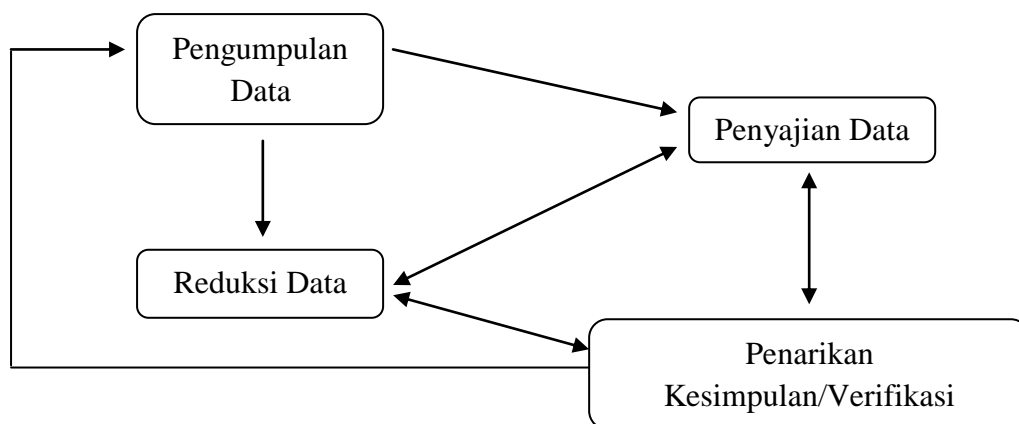 Pengumpulan
Data
Penyajian Data
Reduksi Data
Penarikan
Kesimpulan/Verifikasi